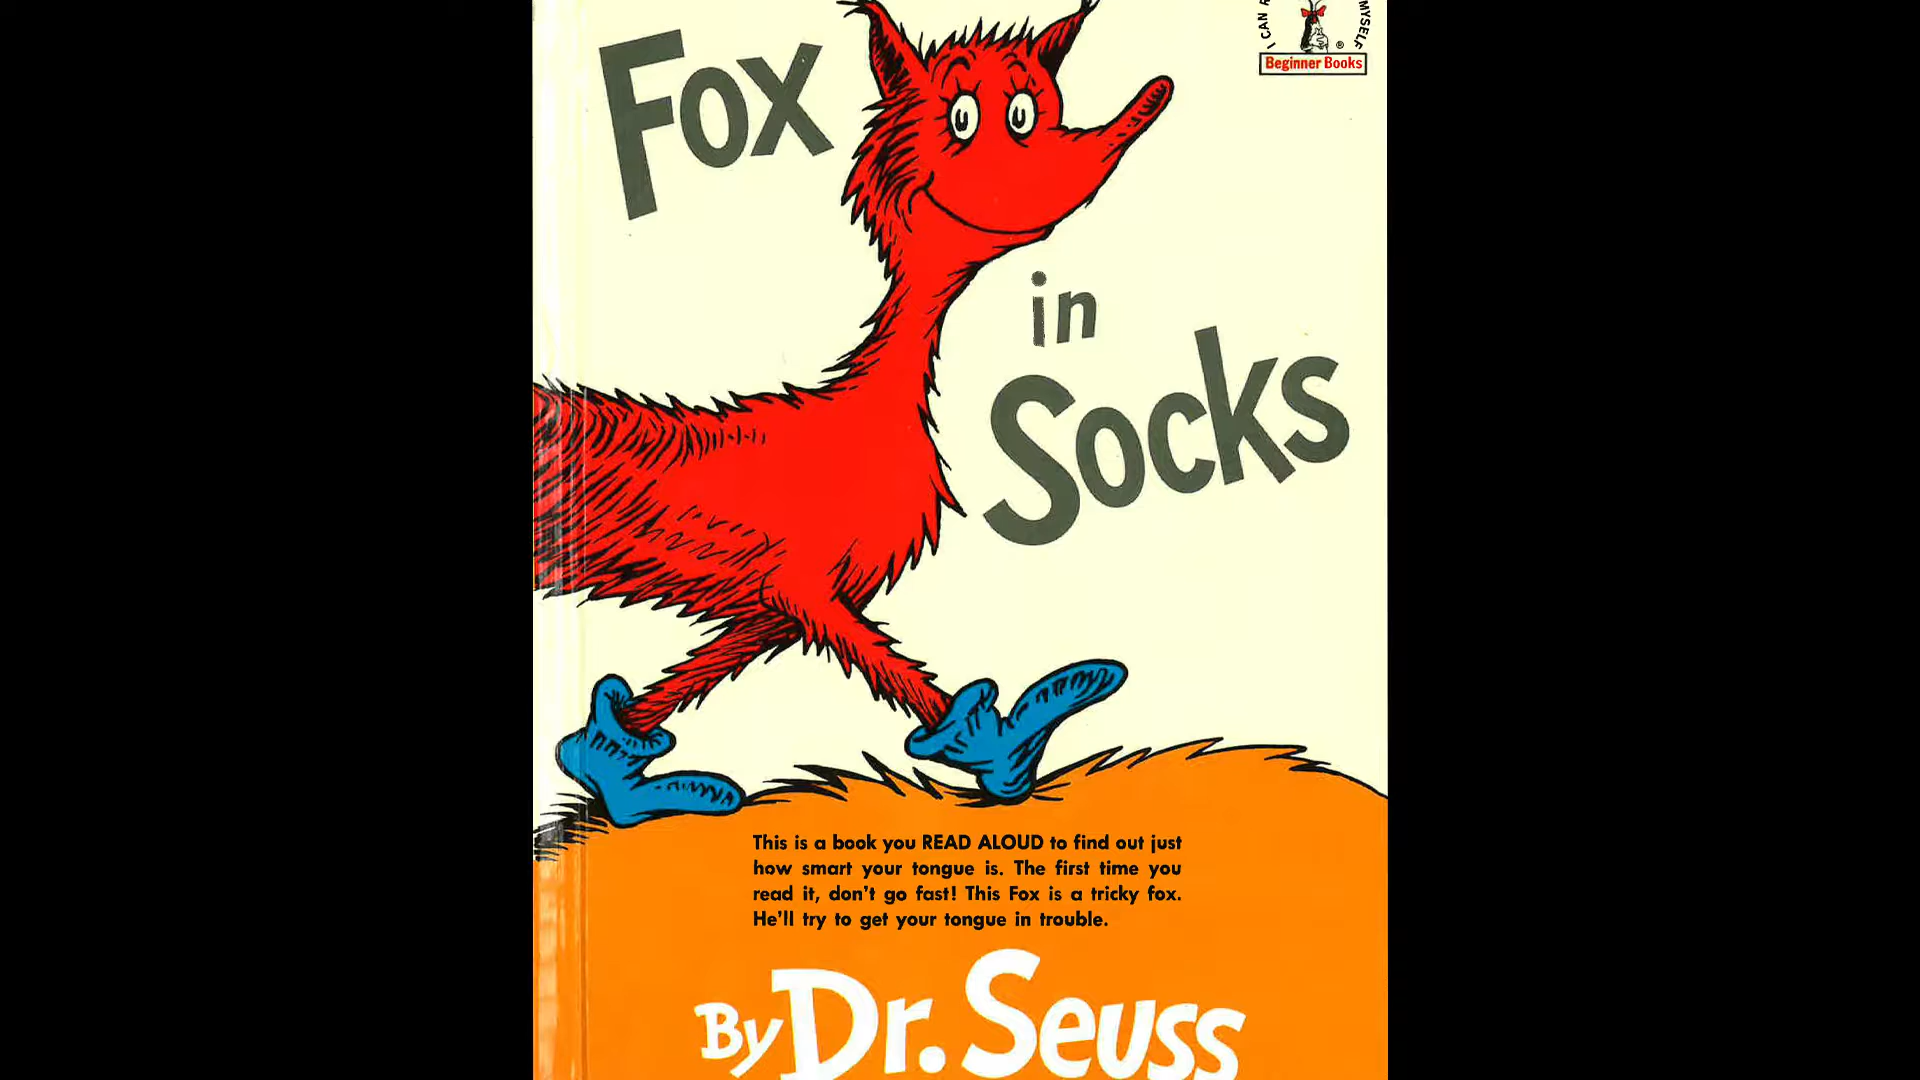 Fox
in
Socks
I CAN
MYSELF
®
Beginner Books
This is a book you READ ALOUD to find out just
how smart your tongue is. The first time you
read it, don't go fast! This Fox is a tricky fox.
He'll try to get your tongue in trouble.
By Dr. Seuss